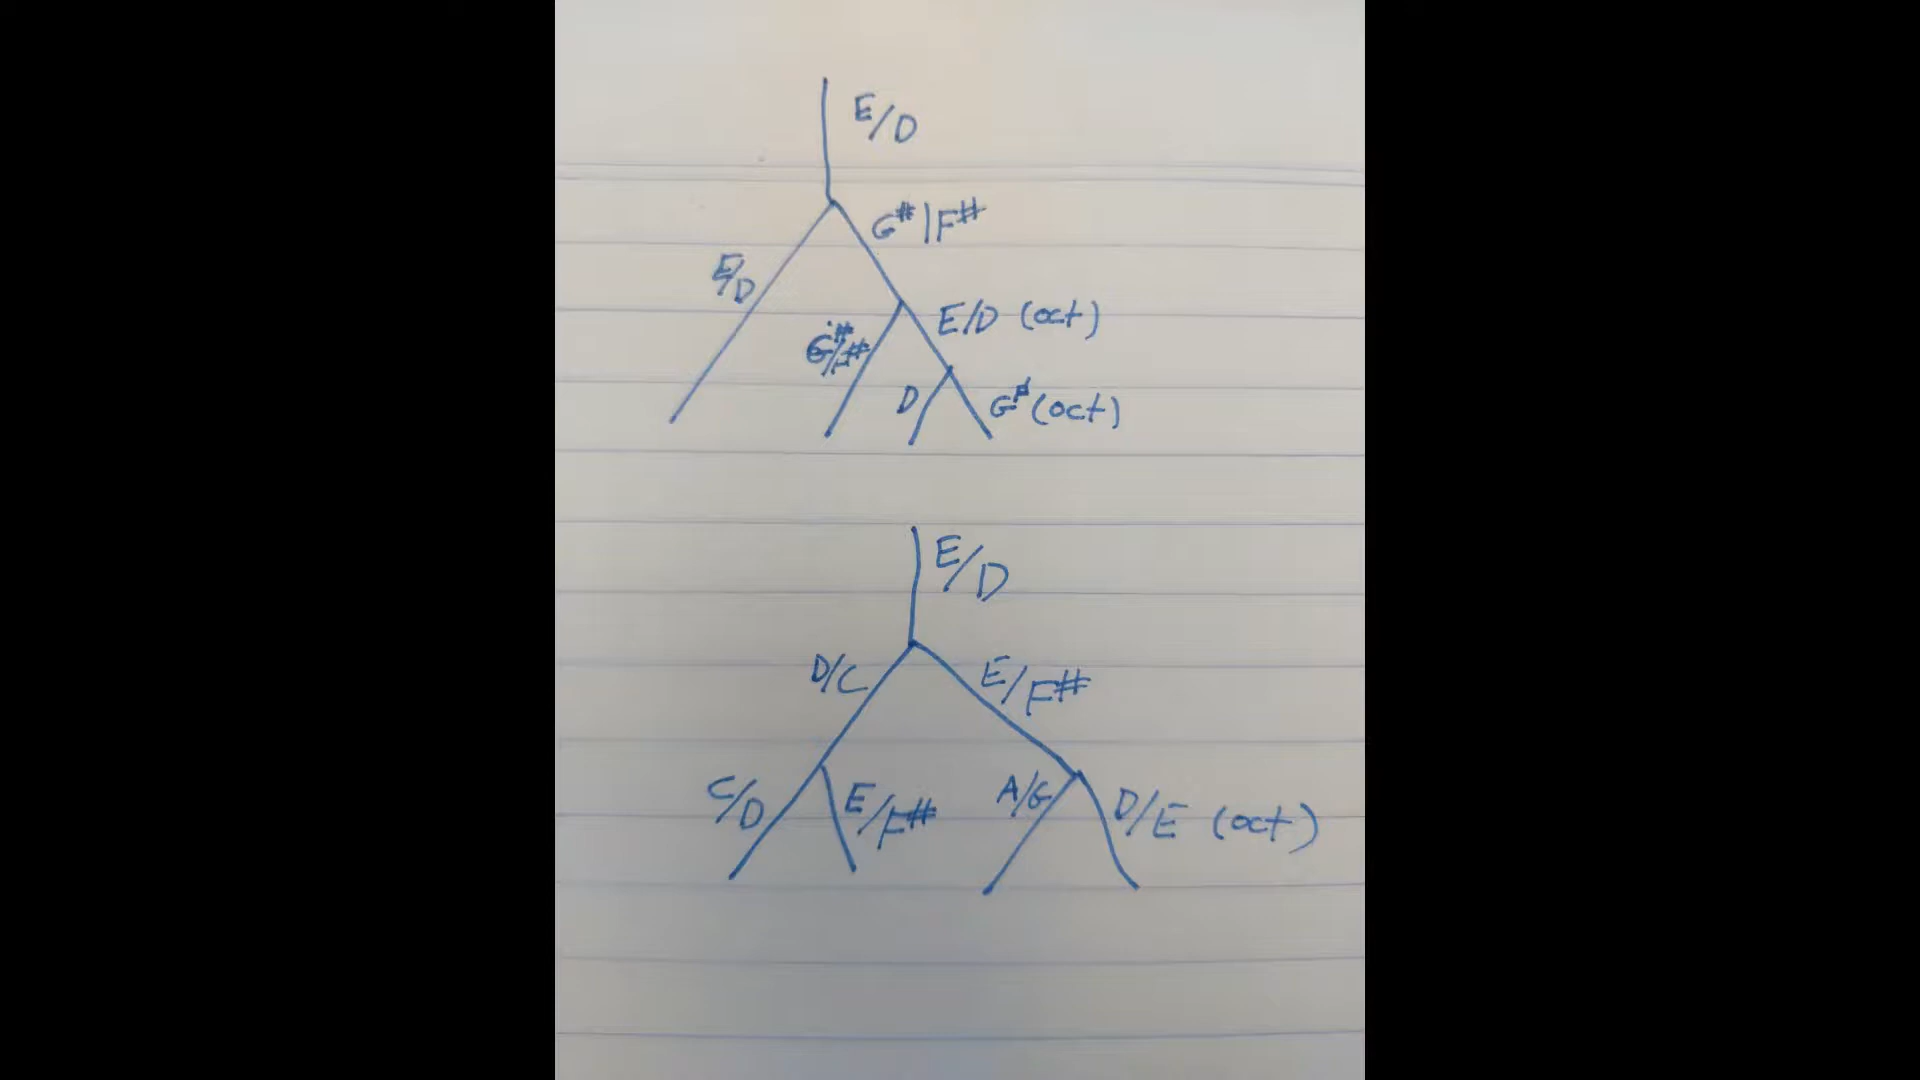 E/D
G#|F#
E/D
E/D (oct)
G#/F#
D
G# (oct)
E/D
D/C
E/F#
C/D
E/F#
A/G
D/E (oct)